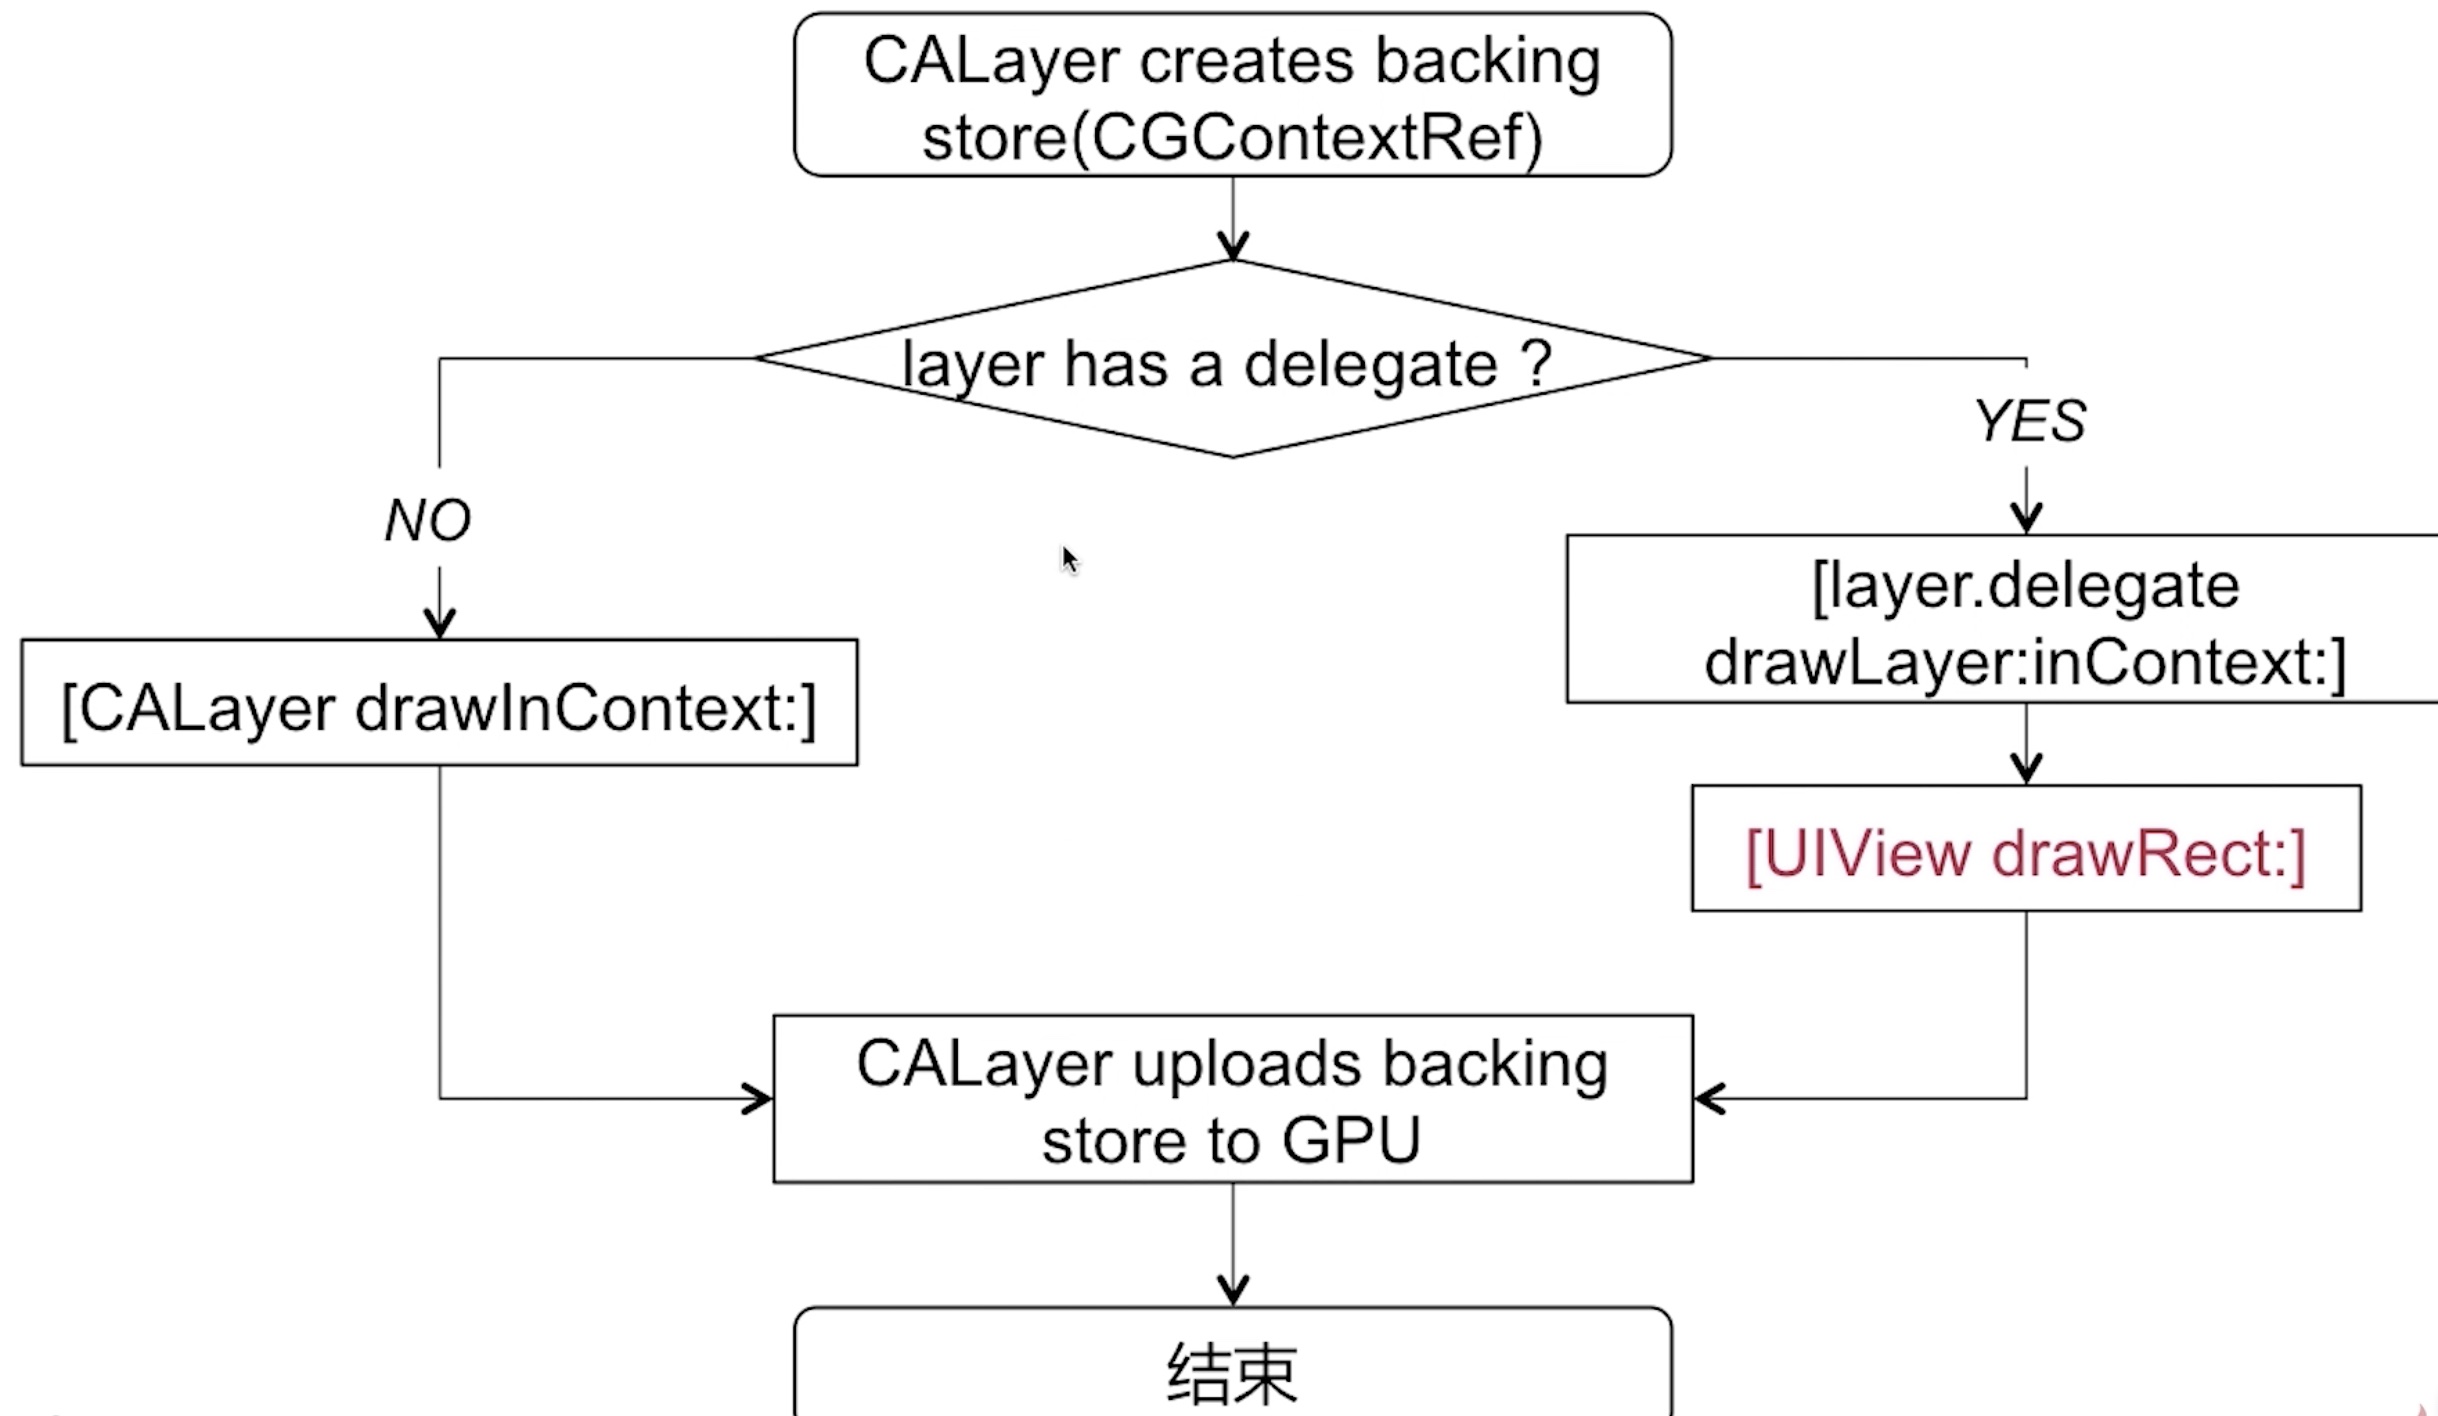 CALayer creates backing
store(CGContextRef)
layer has a delegate ?
YES
NO
[layer.delegate
drawLayer:inContext:]
[CALayer drawInContext:]
[UIView drawRect:]
CALayer uploads backing
store to GPU
结束